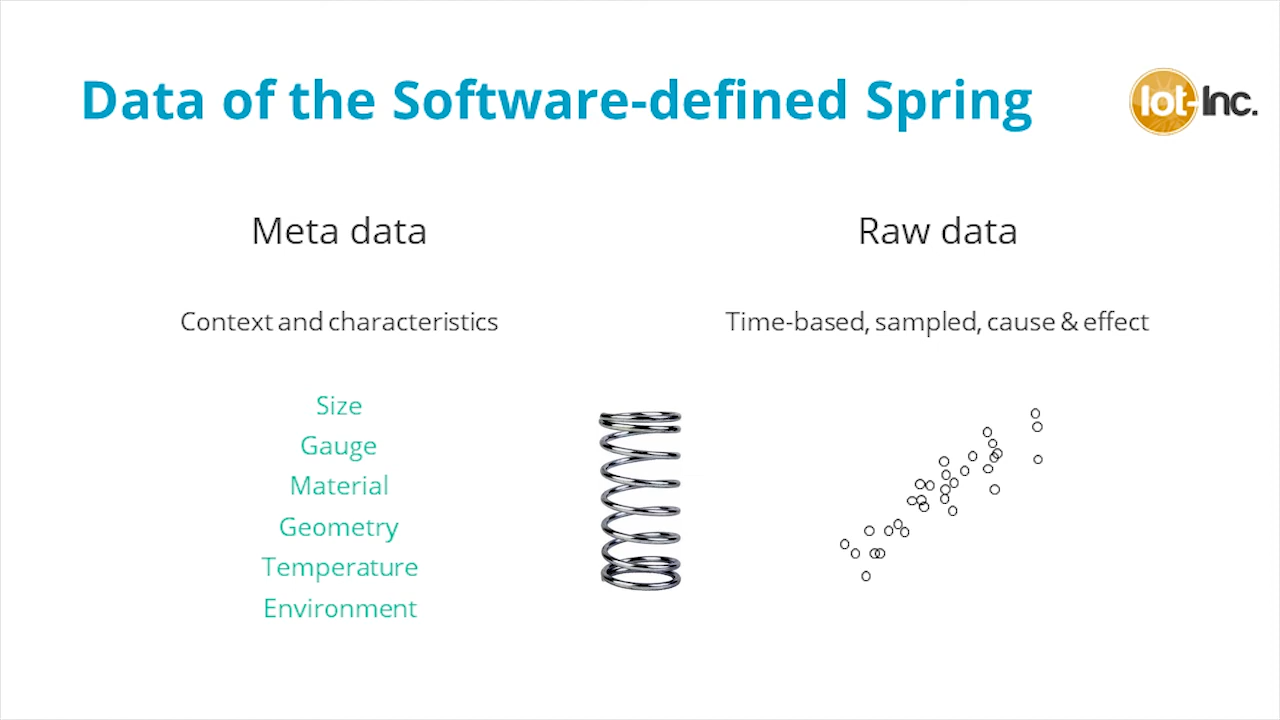 Data of the Software-defined Spring
Iot-Inc.
Meta data
Context and characteristics
Size
Gauge
Material
Geometry
Temperature
Environment
Raw data
Time-based, sampled, cause & effect